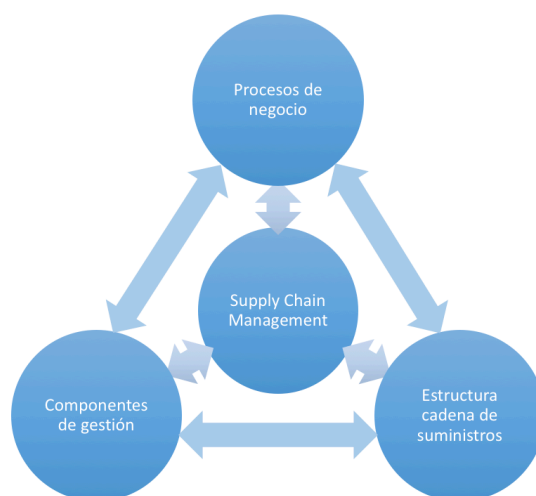 Procesos de
negocio
Supply Chain
Management
Componentes
de gestión
Estructura
cadena de
suministros